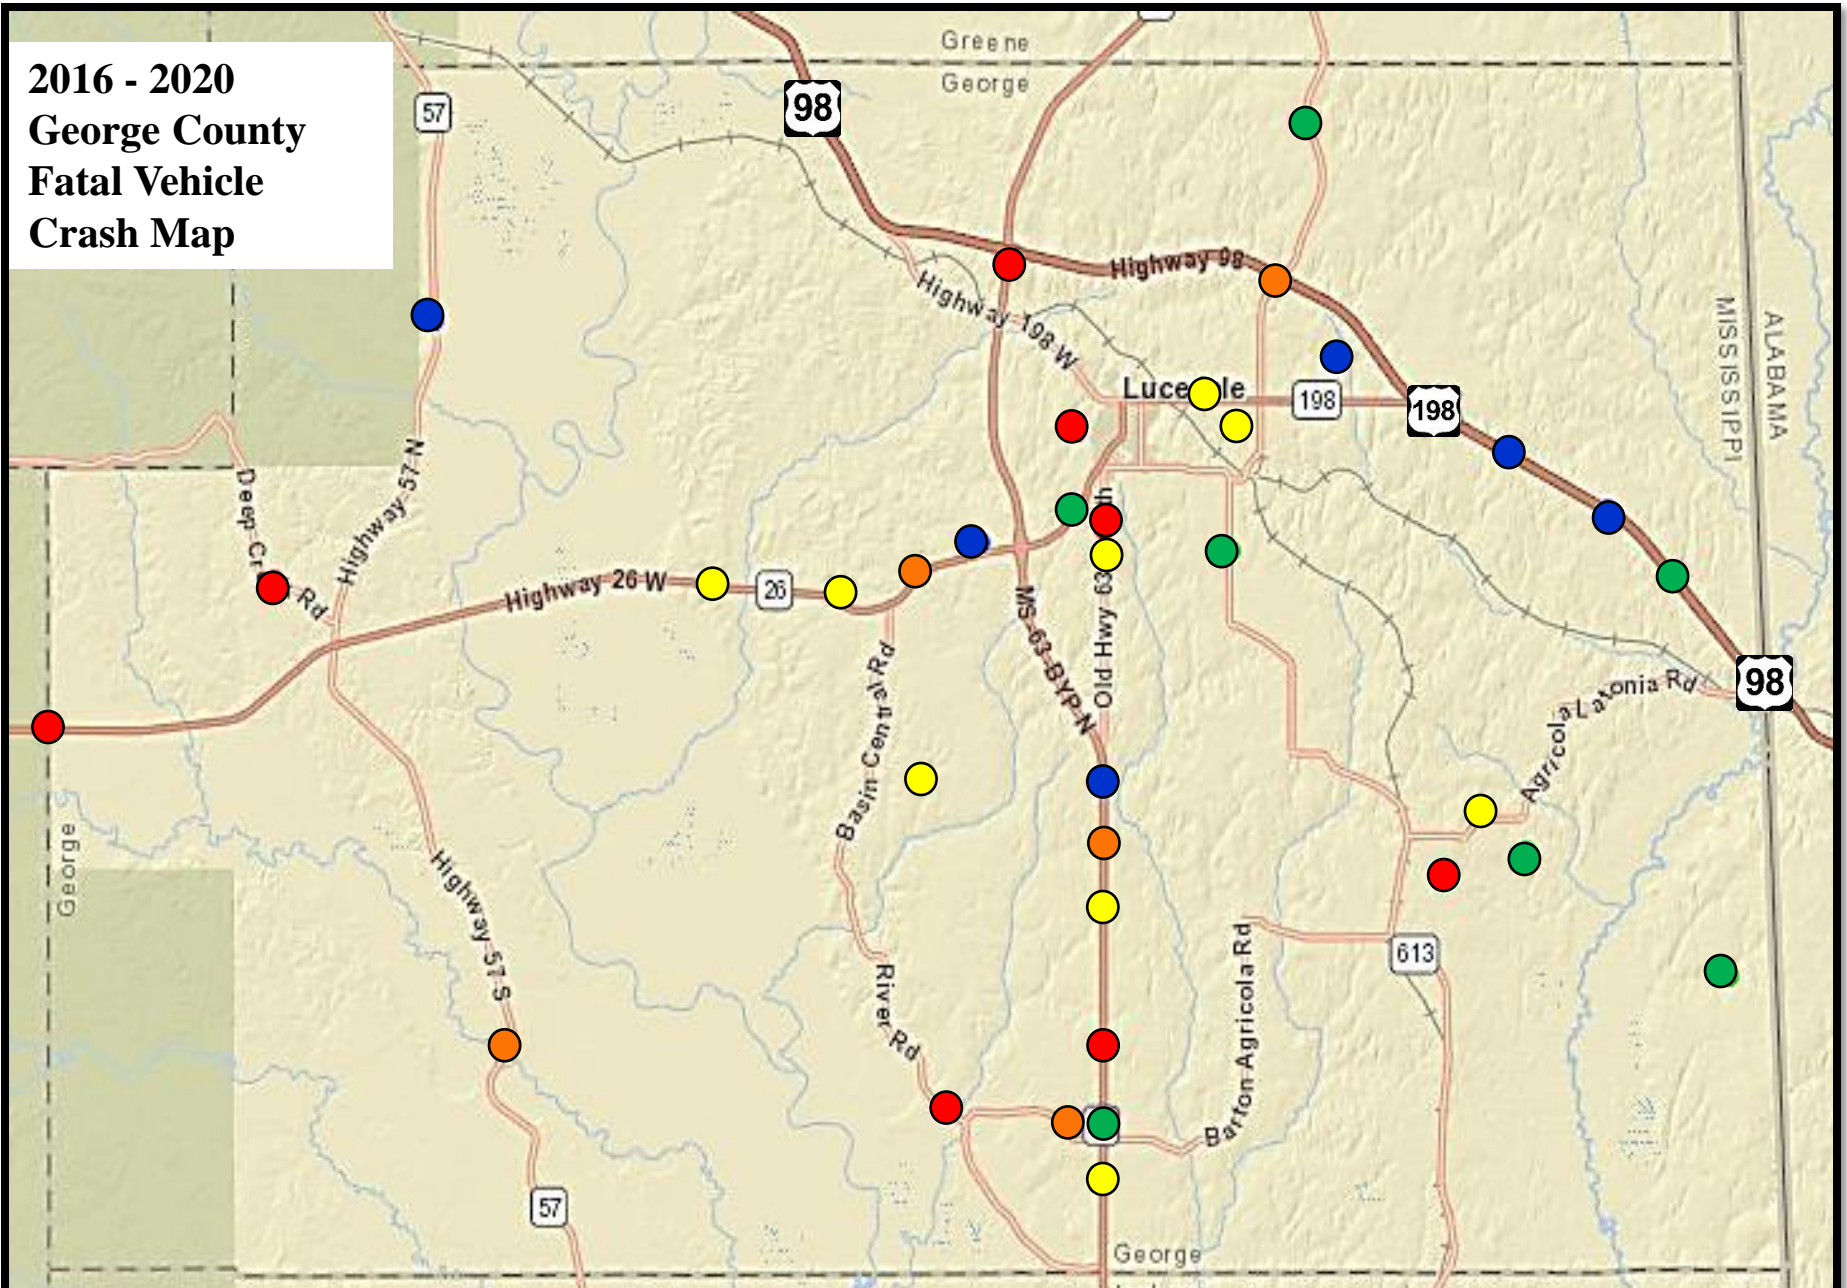 2016 - 2020
George County
Fatal Vehicle
Crash Map
Greene
George
57
98
Highway 98
Highway 198 W
MISSISSIPPI
ALABAMA
198
198
Deep
Rd
Highway 57 N
Highway 26 W
26
MS-63-BYP-N
Old Hwy 63
Basin Central Rd
98
Agricola Latonia Rd
George
Highway 57 S
River Rd
Barton Agricola Rd
613
57
George